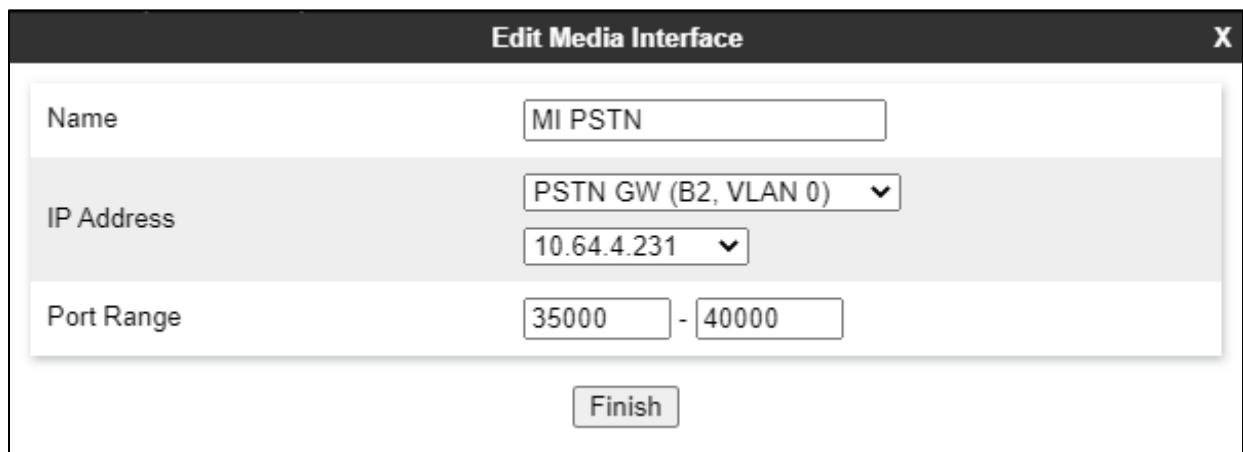 Edit Media Interface X
Name MI PSTN
PSTN GW (B2, VLAN 0)
IP Address
10.64.4.231
Port Range 35000 - 40000
Finish